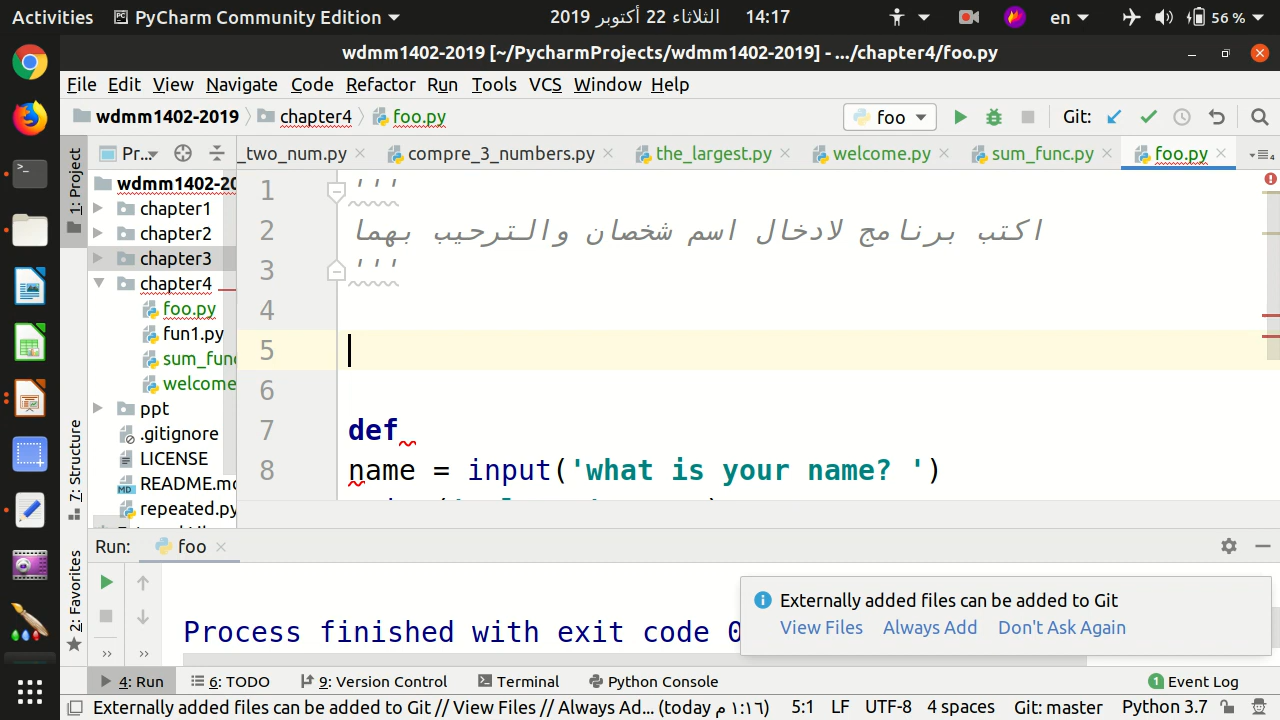 Activities PyCharm Community Edition الثلاثاء 22 أكتوبر 2019 14:17 en 56 %
wdmm1402-2019 [~/PycharmProjects/wdmm1402-2019] - .../chapter4/foo.py
File Edit View Navigate Code Refactor Run Tools VCS Window Help
wdmm1402-2019 chapter4 foo.py foo Git:
1: Project
Pr... _two_num.py compre_3_numbers.py the_largest.py welcome.py sum_func.py foo.py
wdmm1402-20
chapter1
chapter2
chapter3
chapter4
foo.py
fun1.py
sum_fun
welcome
ppt
.gitignore
LICENSE
README.m
repeated.py
1 '''
2 اكتب برنامج لادخال اسم شخصان والترحيب بهما
3 '''
4
5
6
7 def
8 name = input('what is your name? ')
7: Structure
2: Favorites
Run: foo
Process finished with exit code 0
Externally added files can be added to Git
View Files Always Add Don't Ask Again
4: Run 6: TODO 9: Version Control Terminal Python Console 1 Event Log
Externally added files can be added to Git // View Files // Always Ad... (today م ١:١٦) 5:1 LF UTF-8 4 spaces Git: master Python 3.7